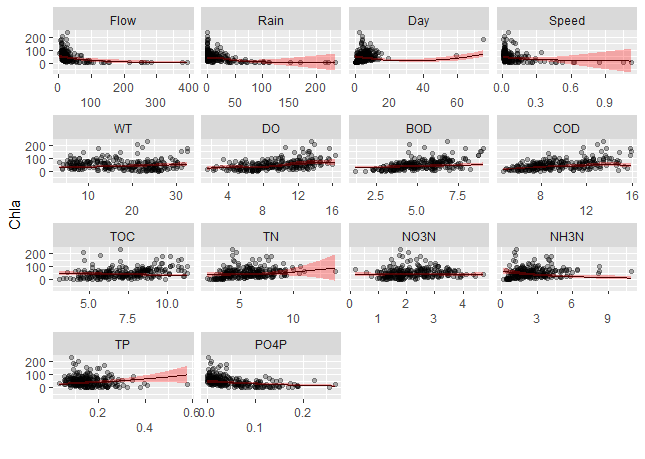 Flow Rain Day Speed
200
100
0
0 200 400 0 100 200 0 40 0.0 0.6
100 300 50 150 20 60 0.3 0.9
WT DO BOD COD
200
100
0
10 30 4 10 16 2.5 7.5 8 16
20 8 5.0 12
Chla
TOC TN NO3N NH3N
200
100
0
5.0 10.0 5 0 2 4 0 6
7.5 10 1 3 3 9
TP PO4P
200
100
0
0.2 0.6 0.0 0.2
0.4 0.1